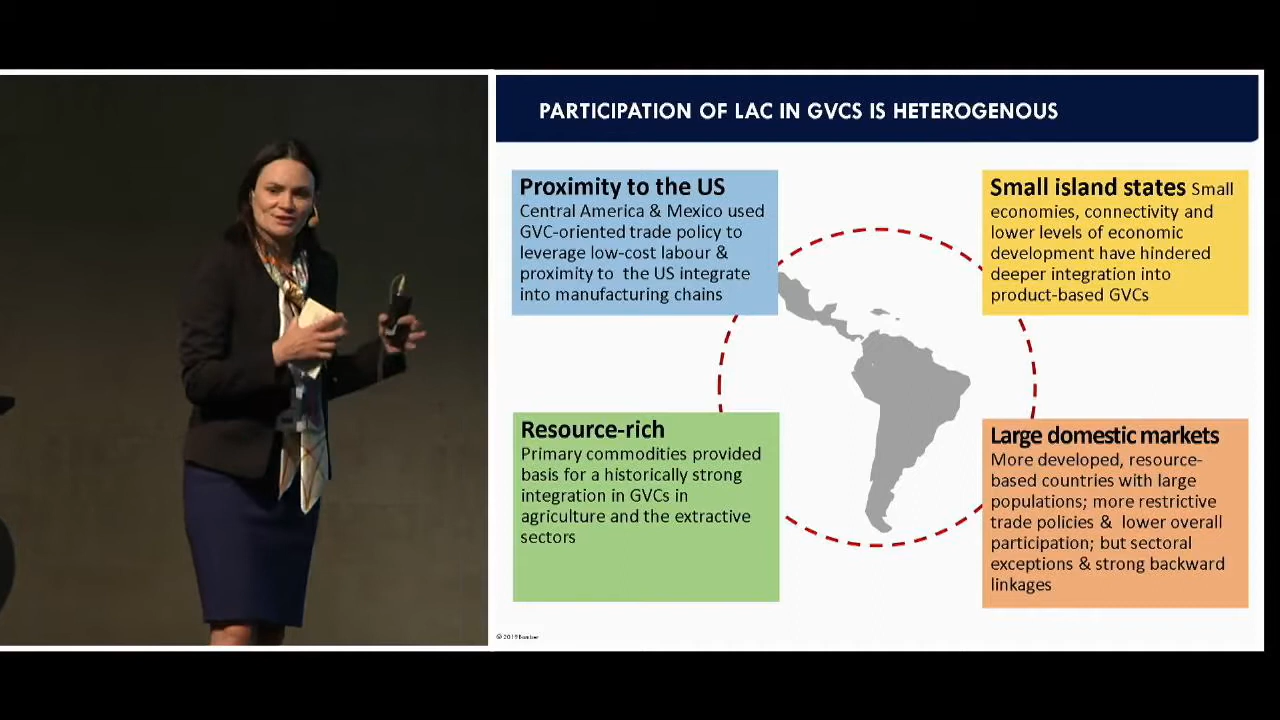 PARTICIPATION OF LAC IN GVCS IS HETEROGENOUS
Proximity to the US
Central America & Mexico used
GVC-oriented trade policy to
leverage low-cost labour &
proximity to the US integrate
into manufacturing chains
Small island states Small
economies, connectivity and
lower levels of economic
development have hindered
deeper integration into
product-based GVCs
Resource-rich
Primary commodities provided
basis for a historically strong
integration in GVCs in
agriculture and the extractive
sectors
Large domestic markets
More developed, resource-
based countries with large
populations; more restrictive
trade policies & lower overall
participation; but sectoral
exceptions & strong backward
linkages
© 2019 Bamber